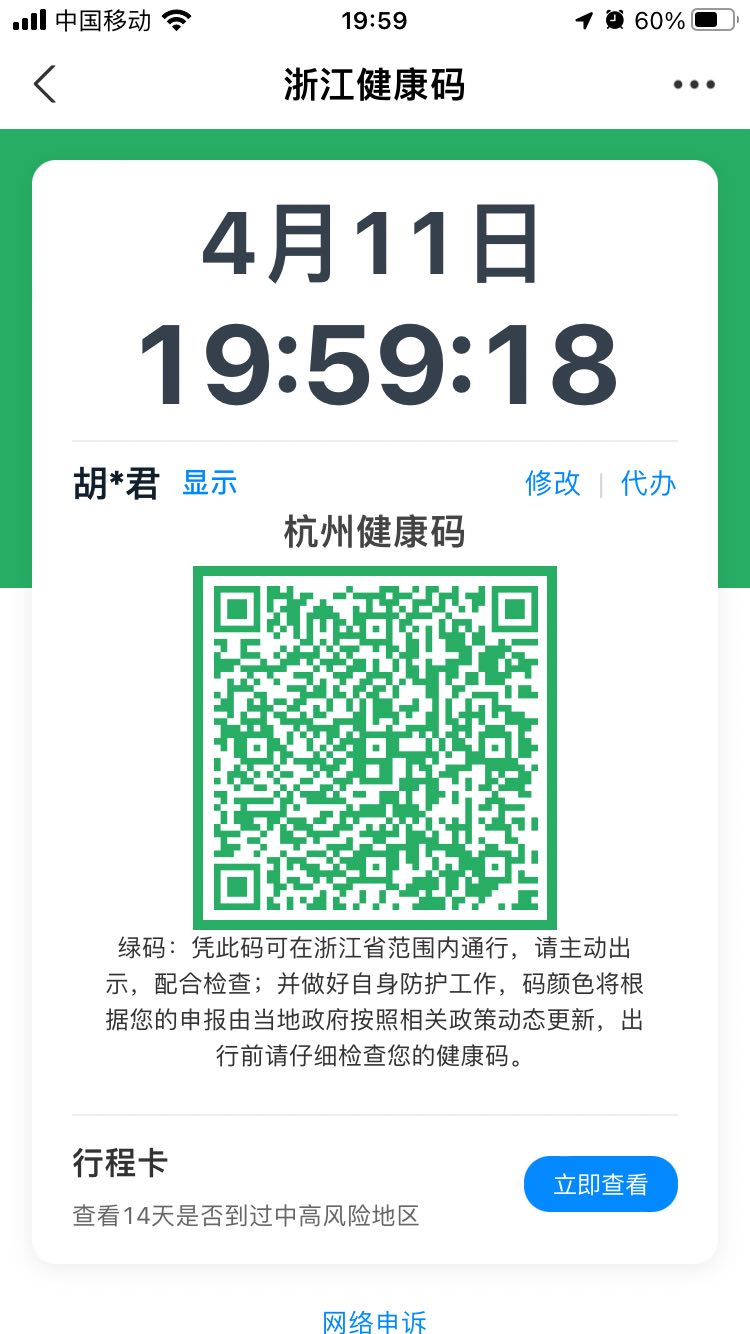 中国移动 19:59 60%
浙江健康码
4月11日
19:59:18
胡*君 显示 修改 | 代办
杭州健康码
绿码：凭此码可在浙江省范围内通行，请主动出
示，配合检查；并做好自身防护工作，码颜色将根
据您的申报由当地政府按照相关政策动态更新，出
行前请仔细检查您的健康码。
行程卡
立即查看
查看14天是否到过中高风险地区
网络申诉